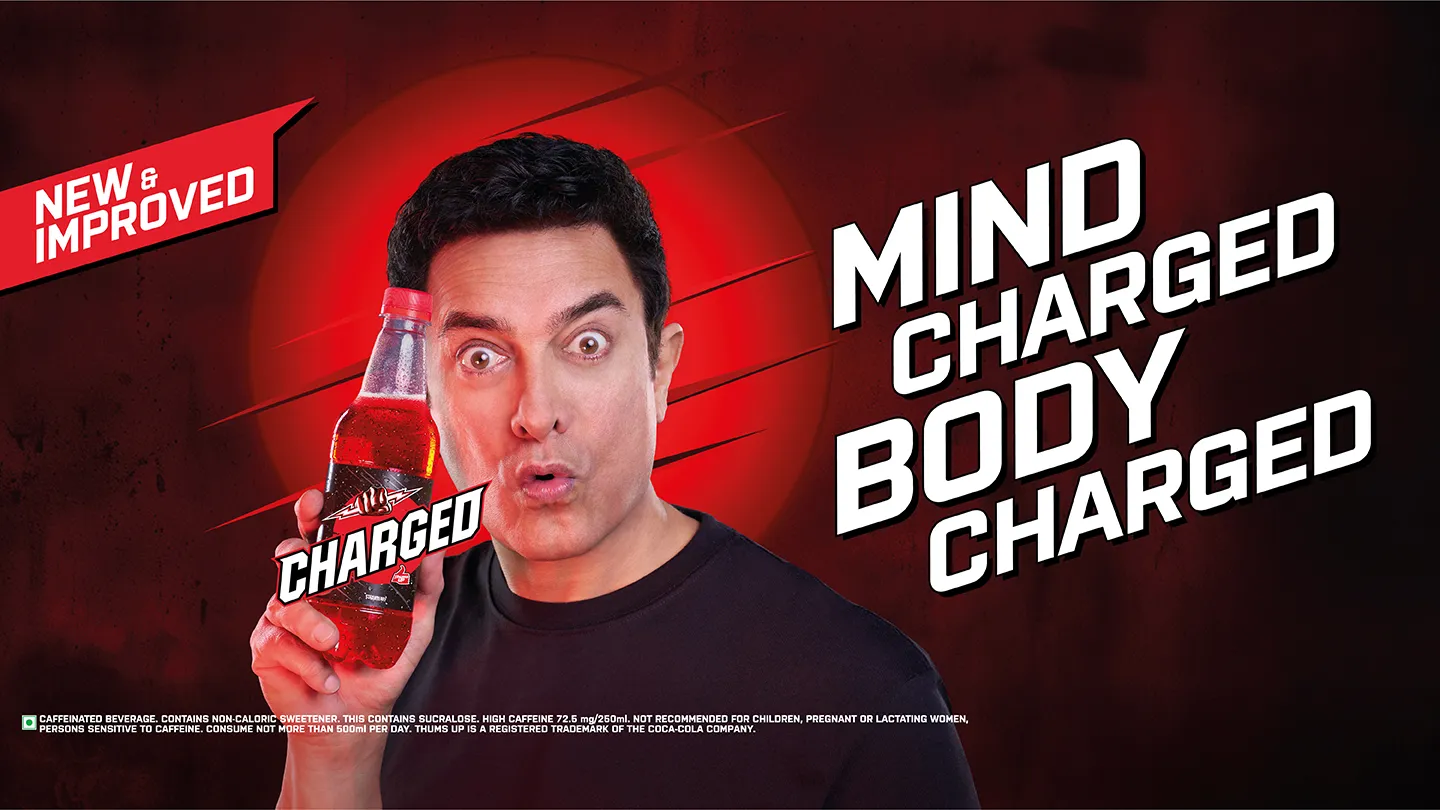 NEW &
IMPROVED
MIND
CHARGED
BODY
CHARGED
CHARGED
CAFFEINATED BEVERAGE. CONTAINS NON-CALORIC SWEETENER. THIS CONTAINS SUCRALOSE. HIGH CAFFEINE 72.5 mg/250ml. NOT RECOMMENDED FOR CHILDREN, PREGNANT OR LACTATING WOMEN,
PERSONS SENSITIVE TO CAFFEINE. CONSUME NOT MORE THAN 500ml PER DAY. THUMS UP IS A REGISTERED TRADEMARK OF THE COCA-COLA COMPANY.